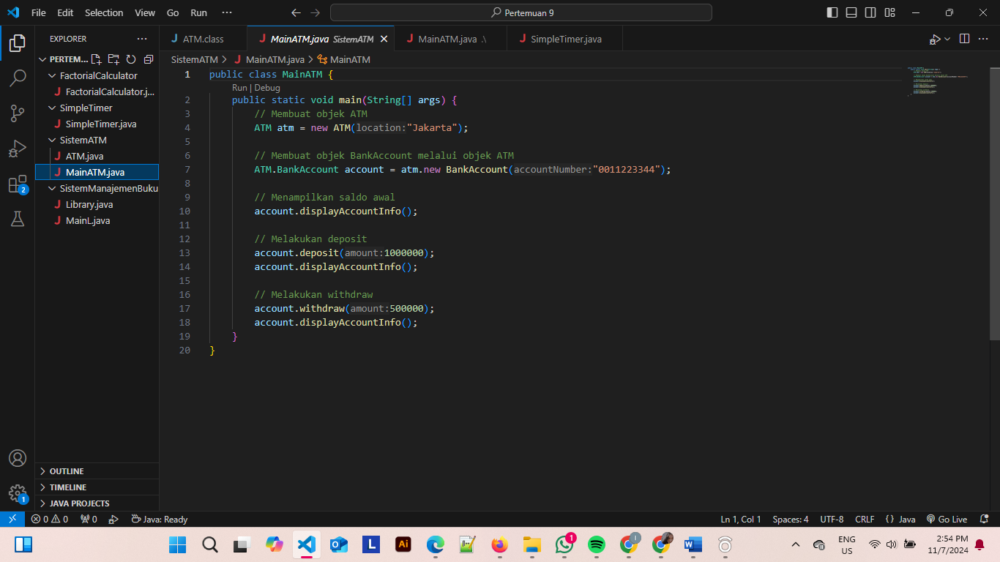 File Edit Selection View Go Run ···
Pertemuan 9
EXPLORER ···
PERTEM...
FactorialCalculator
FactorialCalculator.j...
SimpleTimer
SimpleTimer.java
SistemATM
ATM.java
MainATM.java
SistemManajemenBuku
Library.java
MainL.java
OUTLINE
TIMELINE
JAVA PROJECTS
2
1
ATM.class
MainATM.java SistemATM
MainATM.java .\
SimpleTimer.java
SistemATM > MainATM.java > MainATM
1 public class MainATM {
Run | Debug
2 public static void main(String[] args) {
3 // Membuat objek ATM
4 ATM atm = new ATM(location:"Jakarta");
5
6 // Membuat objek BankAccount melalui objek ATM
7 ATM.BankAccount account = atm.new BankAccount(accountNumber:"0011223344");
8
9 // Menampilkan saldo awal
10 account.displayAccountInfo();
11
12 // Melakukan deposit
13 account.deposit(amount:1000000);
14 account.displayAccountInfo();
15
16 // Melakukan withdraw
17 account.withdraw(amount:500000);
18 account.displayAccountInfo();
19 }
20 }
0 0 0 Java: Ready
Ln 1, Col 1 Spaces: 4 UTF-8 CRLF {} Java Go Live
L Ai 1 I
ENG
US
2:54 PM
11/7/2024